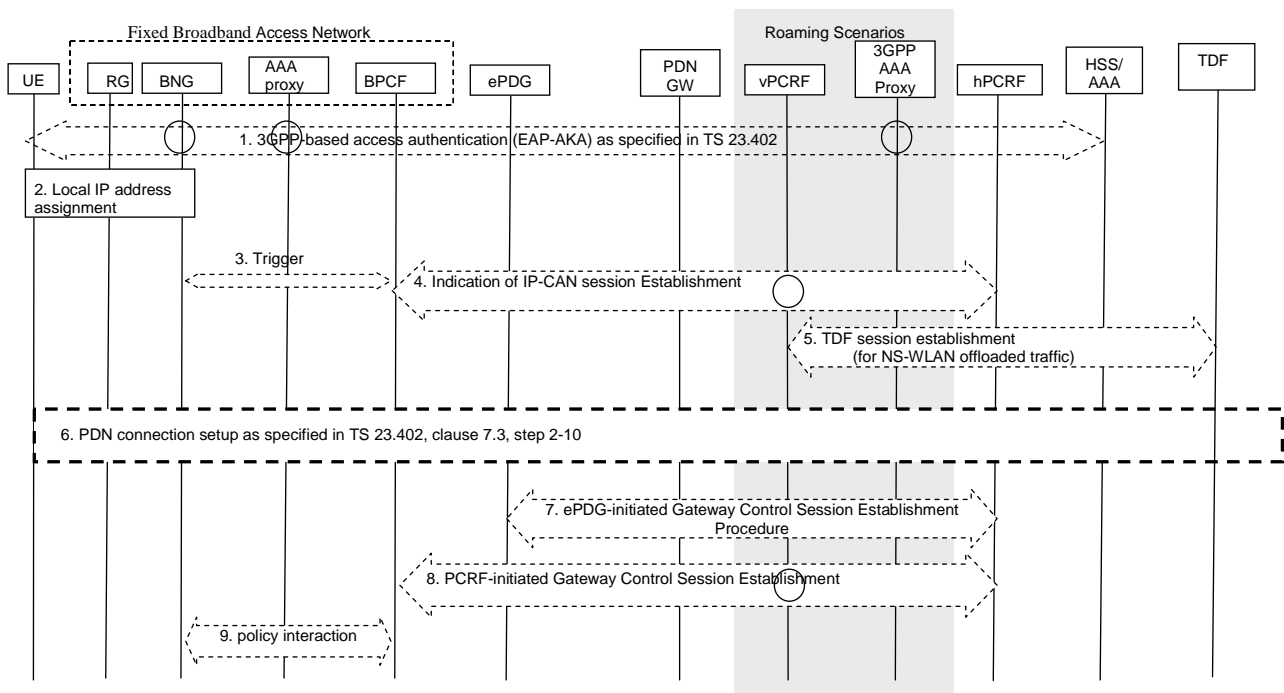 Fixed Broadband Access Network
Roaming Scenarios
UE
RG
BNG
AAA
proxy
BPCF
ePDG
PDN
GW
vPCRF
3GPP
AAA
Proxy
hPCRF
HSS/
AAA
TDF
1. 3GPP-based access authentication (EAP-AKA) as specified in TS 23.402
2. Local IP address
assignment
3. Trigger
4. Indication of IP-CAN session Establishment
5. TDF session establishment
(for NS-WLAN offloaded traffic)
6. PDN connection setup as specified in TS 23.402, clause 7.3, step 2-10
7. ePDG-initiated Gateway Control Session Establishment
Procedure
8. PCRF-initiated Gateway Control Session Establishment
9. policy interaction